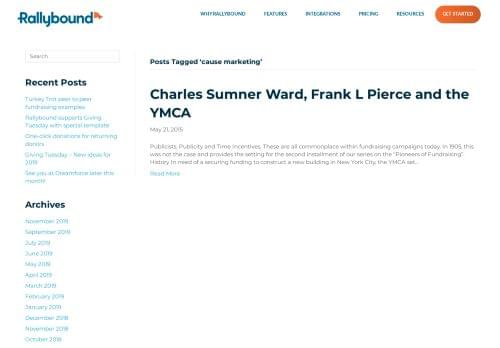 Rallybound
WHY RALLYBOUND
FEATURES
INTEGRATIONS
PRICING
RESOURCES
GET STARTED
Search
Recent Posts
Turkey Trot peer to peer
fundraising examples
Rallybound supports Giving
Tuesday with special template
One-click donations for returning
donors
Giving Tuesday – New ideas for
2019
See you at Dreamforce later this
month!
Archives
November 2019
September 2019
July 2019
June 2019
May 2019
April 2019
March 2019
February 2019
January 2019
December 2018
November 2018
October 2018
Posts Tagged ‘cause marketing’
Charles Sumner Ward, Frank L Pierce and the
YMCA
May 21, 2015
Publicists, Publicity and Time Incentives. These are all commonplace within fundraising campaigns today. In 1905, this
was not the case and provides the setting for the second installment of our series on the “Pioneers of Fundraising”.
History In need of a securing funding to construct a new building in New York City, the YMCA set...
Read More